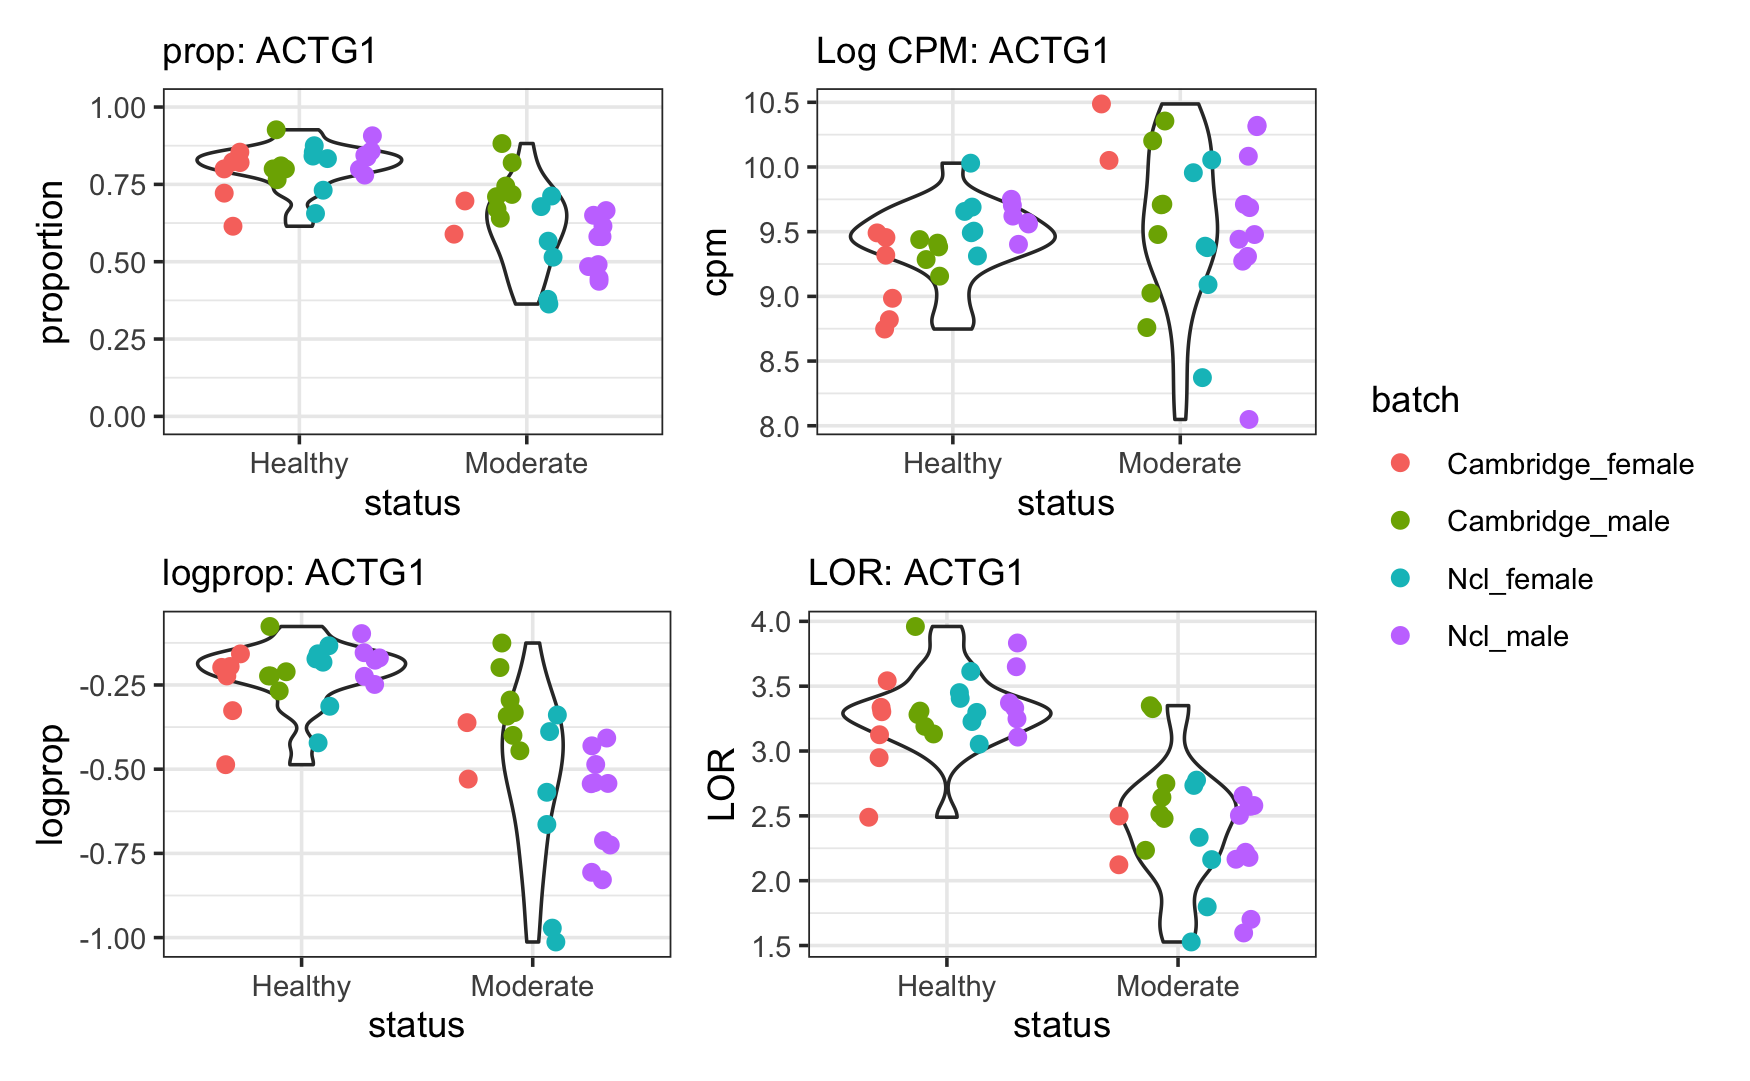 prop: ACTG1
1.00
0.75
0.50
0.25
0.00
proportion
Healthy Moderate
status
Log CPM: ACTG1
10.5
10.0
9.5
9.0
8.5
8.0
cpm
Healthy Moderate
status
logprop: ACTG1
-0.25
-0.50
-0.75
-1.00
logprop
Healthy Moderate
status
LOR: ACTG1
4.0
3.5
3.0
2.5
2.0
1.5
LOR
Healthy Moderate
status
batch
Cambridge_female
Cambridge_male
Ncl_female
Ncl_male